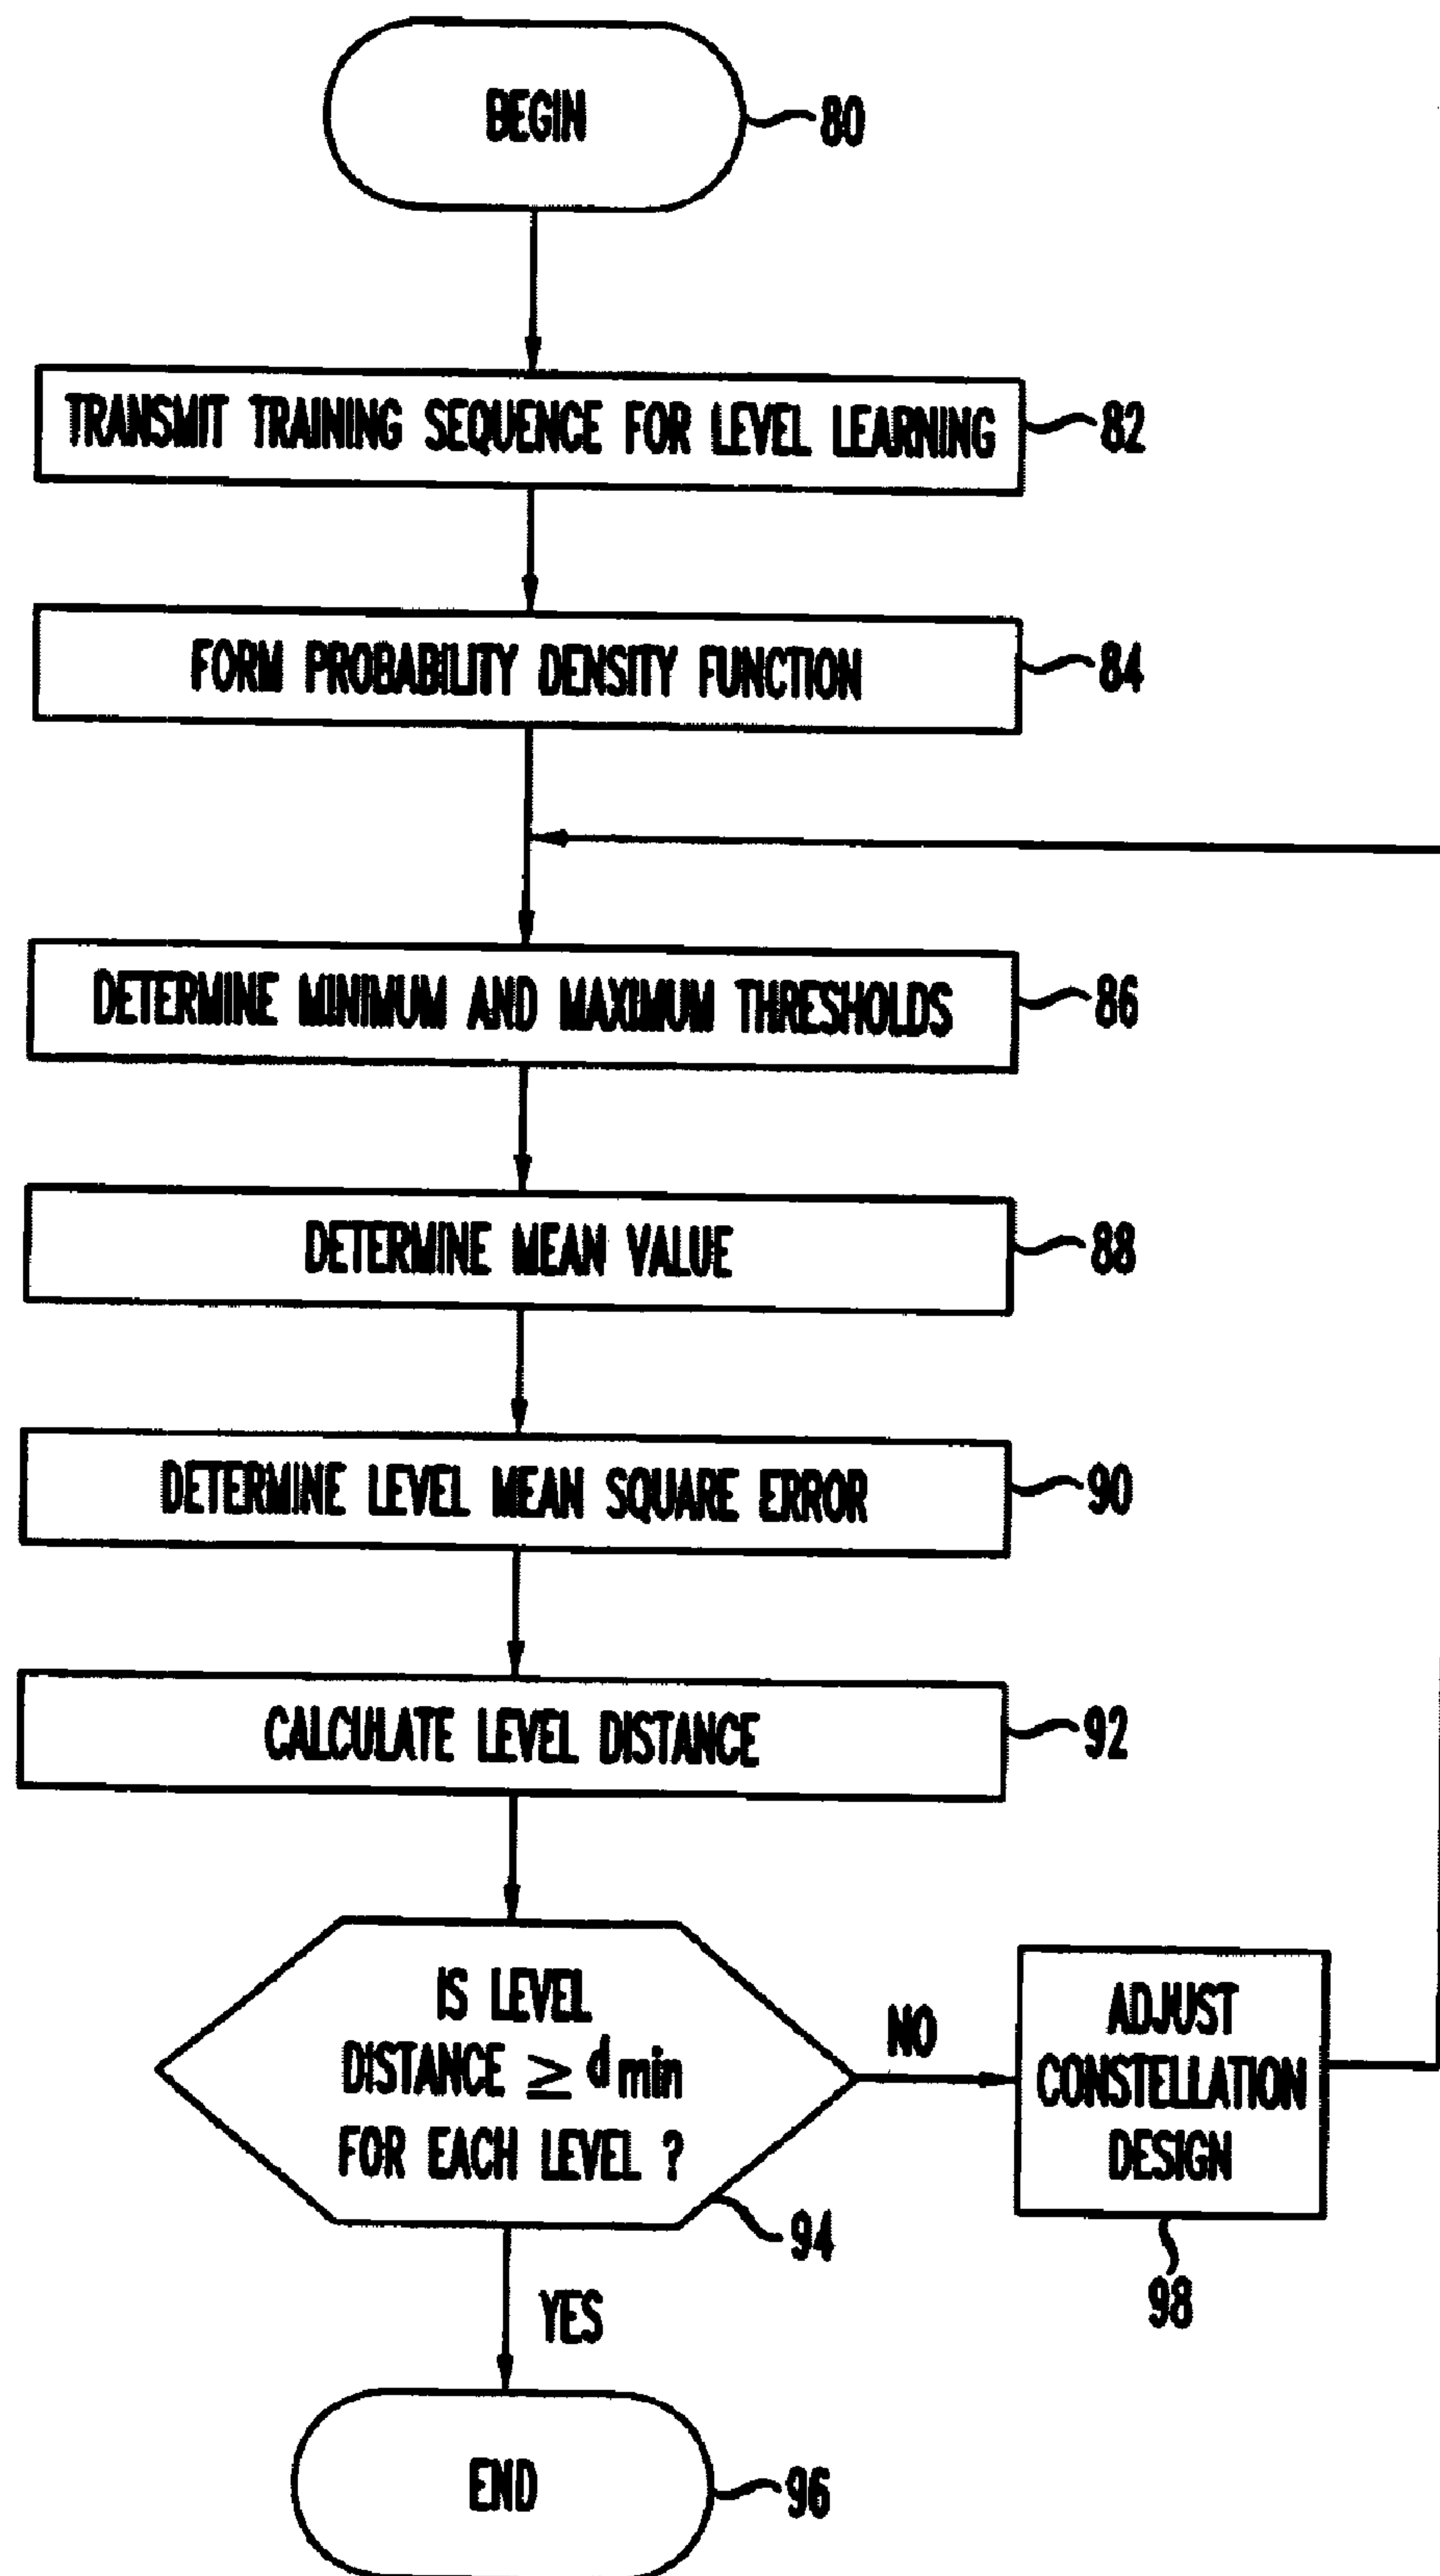 BEGIN
80
TRANSMIT TRAINING SEQUENCE FOR LEVEL LEARNING
82
FORM PROBABILITY DENSITY FUNCTION
84
DETERMINE MINIMUM AND MAXIMUM THRESHOLDS
86
DETERMINE MEAN VALUE
88
DETERMINE LEVEL MEAN SQUARE ERROR
90
CALCULATE LEVEL DISTANCE
92
IS LEVEL
DISTANCE ≥ dmin
FOR EACH LEVEL ?
94
NO
ADJUST
CONSTELLATION
DESIGN
98
YES
END
96